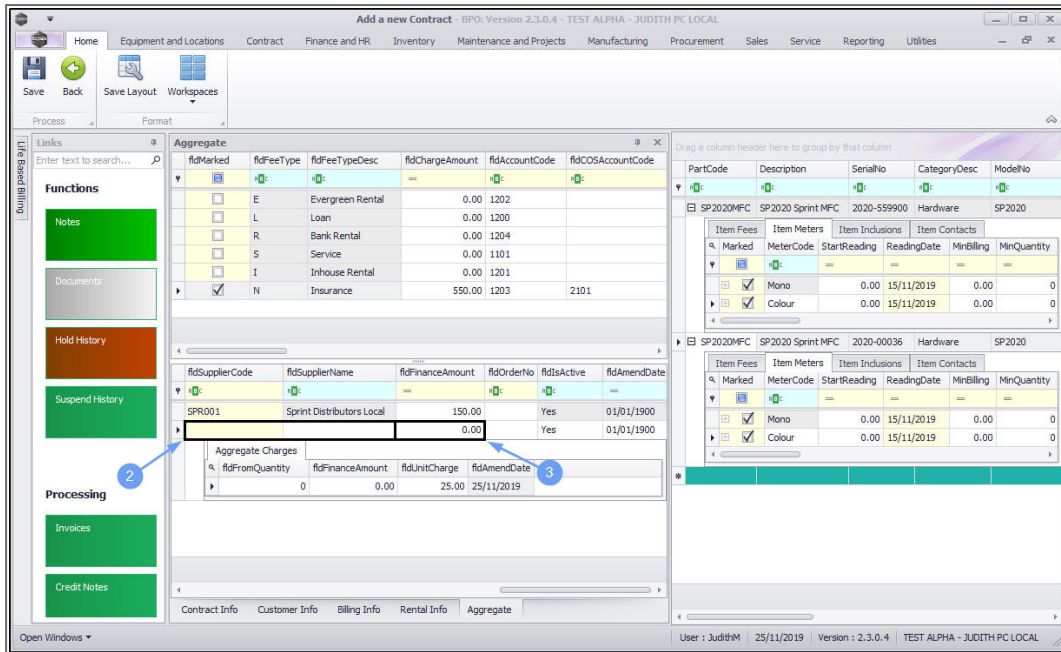 Add a new Contract - BPO: Version 2.3.0.4 - TEST ALPHA - JUDITH PC LOCAL
Home Equipment and Locations Contract Finance and HR Inventory Maintenance and Projects Manufacturing Procurement Sales Service Reporting Utilities
Save Back Save Layout Workspaces
Process Format
Life Based Billing
Links
Enter text to search...
Functions
Notes
Documents
Hold History
Suspend History
Processing
Invoices
Credit Notes
Aggregate
fldMarked fldFeeType fldFeeTypeDesc fldChargeAmount fldAccountCode fldCOSAccountCode
E Evergreen Rental 0.00 1202
L Loan 0.00 1200
R Bank Rental 0.00 1204
S Service 0.00 1101
I Inhouse Rental 0.00 1201
N Insurance 550.00 1203 2101
fldSupplierCode fldSupplierName fldFinanceAmount fldOrderNo fldIsActive fldAmendDate
SPR001 Sprint Distributors Local 150.00 Yes 01/01/1900
0.00 Yes 01/01/1900
2
3
Aggregate Charges
fldFromQuantity fldFinanceAmount fldUnitCharge fldAmendDate
0 0.00 25.00 25/11/2019
Contract Info Customer Info Billing Info Rental Info Aggregate
Drag a column header here to group by that column
PartCode Description SerialNo CategoryDesc ModelNo
SP2020MFC SP2020 Sprint MFC 2020-559900 Hardware SP2020
Item Fees Item Meters Item Inclusions Item Contacts
Marked MeterCode StartReading ReadingDate MinBilling MinQuantity
Mono 0.00 15/11/2019 0.00 0
Colour 0.00 15/11/2019 0.00 0
SP2020MFC SP2020 Sprint MFC 2020-00036 Hardware SP2020
Item Fees Item Meters Item Inclusions Item Contacts
Marked MeterCode StartReading ReadingDate MinBilling MinQuantity
Mono 0.00 15/11/2019 0.00 0
Colour 0.00 15/11/2019 0.00 0
Open Windows User : JudithM 25/11/2019 Version : 2.3.0.4 TEST ALPHA - JUDITH PC LOCAL